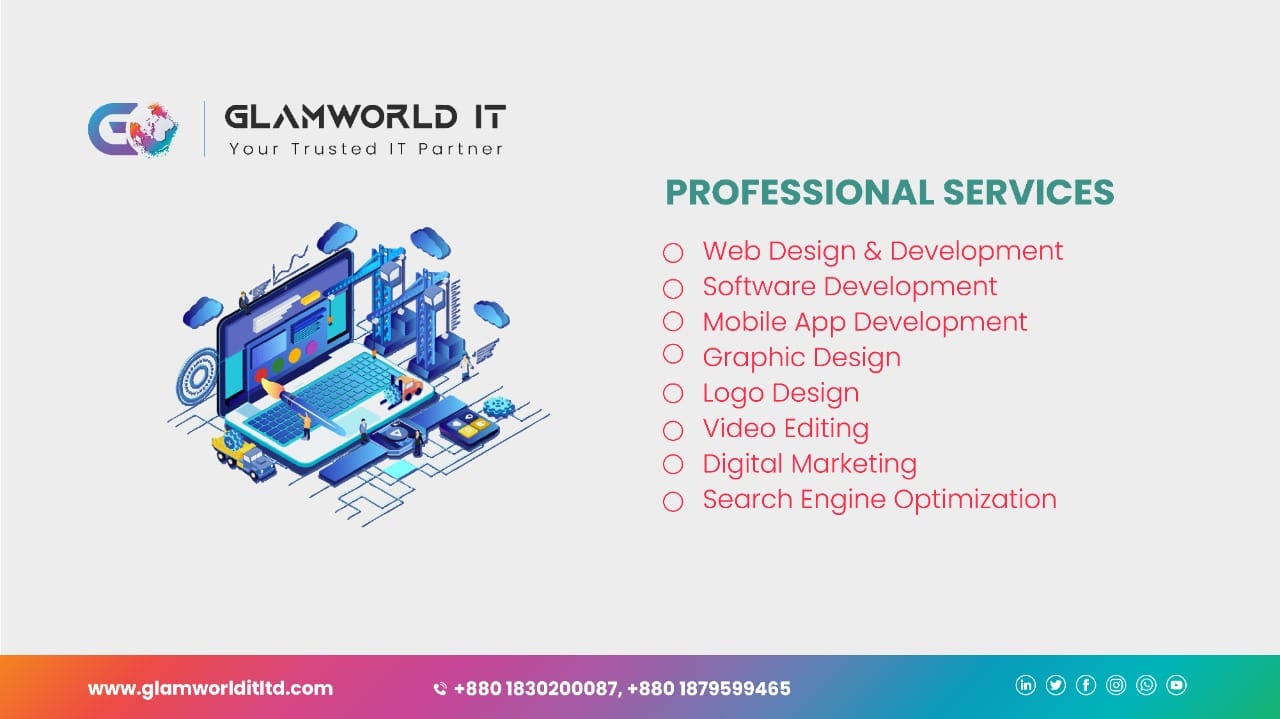 GLAMWORLD IT
Your Trusted IT Partner
PROFESSIONAL SERVICES
Web Design & Development
Software Development
Mobile App Development
Graphic Design
Logo Design
Video Editing
Digital Marketing
Search Engine Optimization
www.glamworlditltd.com
+880 1830200087, +880 1879599465